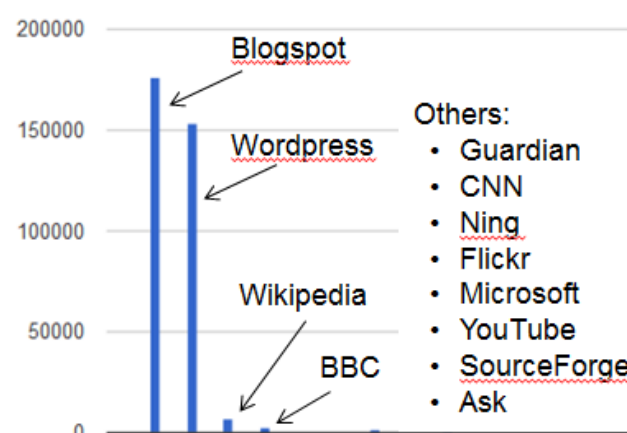 200000
Blogspot
150000
Others:
Wordpress
• Guardian
• CNN
100000
• Ning
• Flickr
Wikipedia
• Microsoft
50000
• YouTube
BBC
• SourceForge
• Ask
0